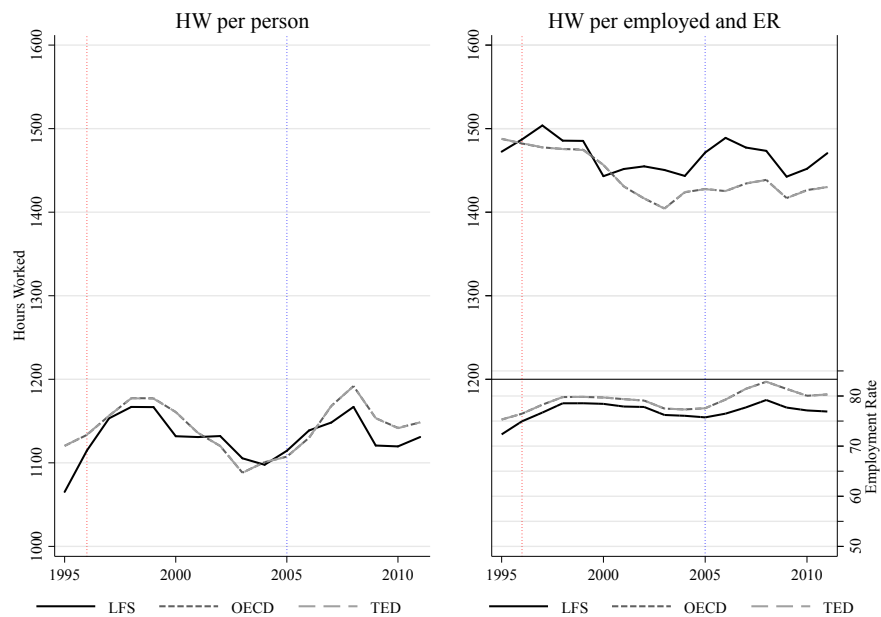 HW per person
HW per employed and ER
1600
1500
1400
1300
1200
1100
1000
Hours Worked
1995 2000 2005 2010
LFS OECD TED
1600
1500
1400
1300
1200
80
70
60
50
Employment Rate
1995 2000 2005 2010
LFS OECD TED